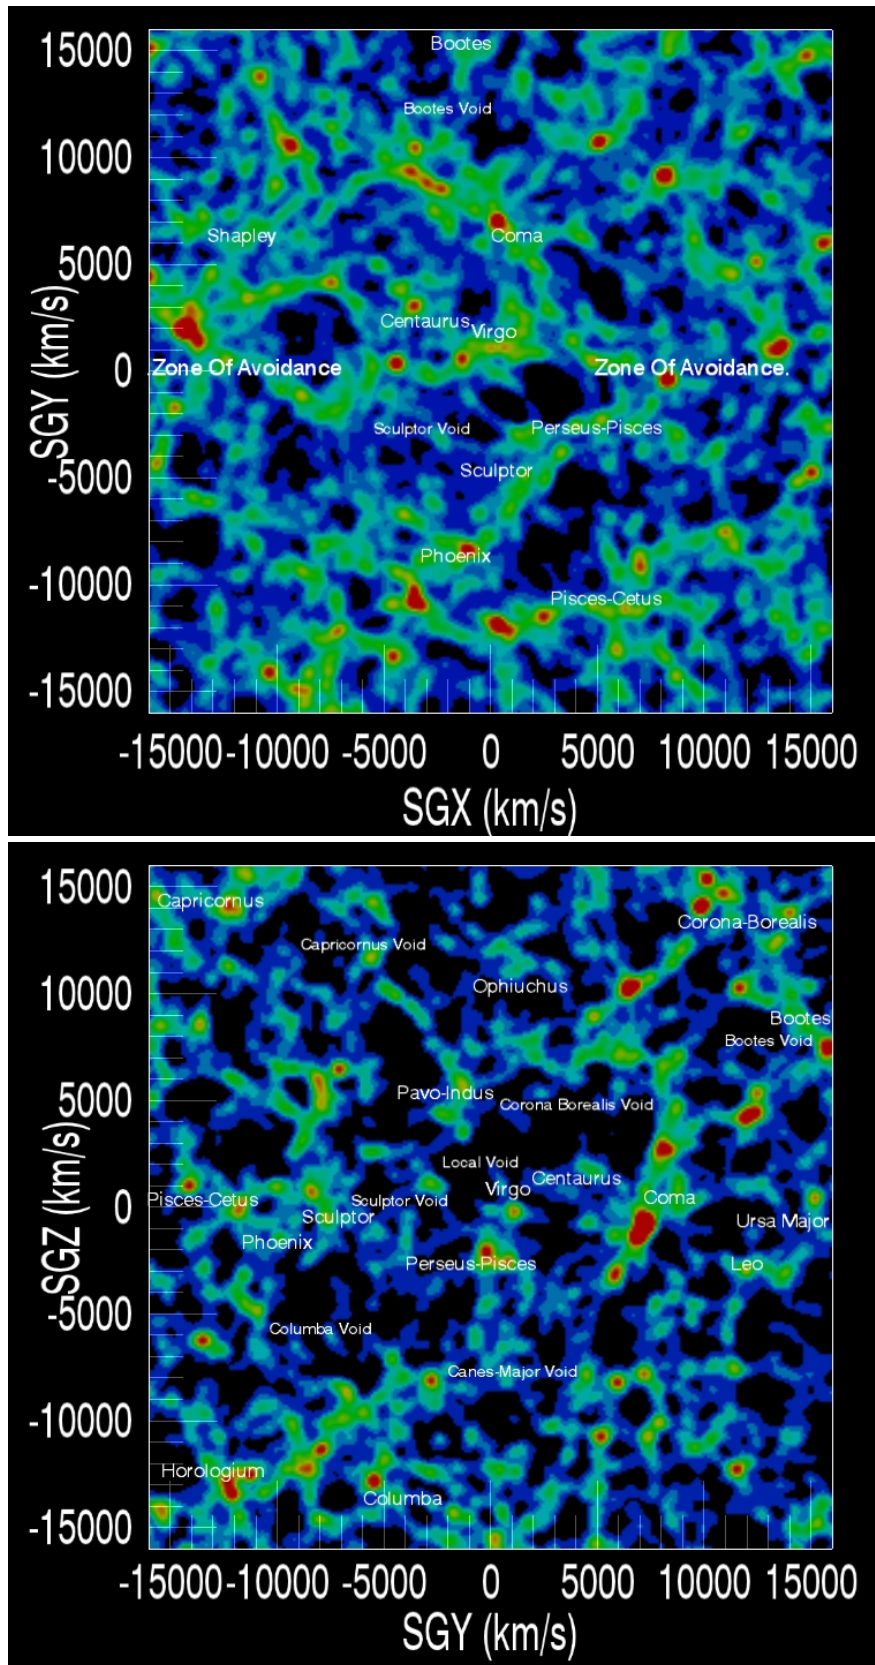 15000
Bootes
Bootes Void
10000
Shapley
Coma
5000
Centaurus
Virgo
0
Zone Of Avoidance
Zone Of Avoidance.
Sculptor Void
Perseus-Pisces
Sculptor
-5000
Phoenix
-10000
Pisces-Cetus
-15000
SGY (km/s)
-15000 -10000 -5000 0 5000 10000 15000
SGX (km/s)
15000
Capricornus
Corona-Borealis
Capricornus Void
Ophiuchus
10000
Bootes
Bootes Void
Pavo-Indus
5000
Corona Borealis Void
Local Void
Centaurus
Virgo
Pisces-Cetus
Sculptor Void
Coma
0
Sculptor
Ursa Major
Phoenix
Perseus-Pisces
Leo
-5000
Columba Void
Canes-Major Void
-10000
Horologium
Columba
-15000
SGZ (km/s)
-15000 -10000 -5000 0 5000 10000 15000
SGY (km/s)